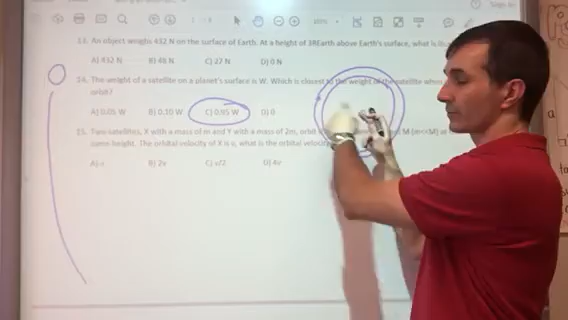 Sign In
13. An object weighs 432 N on the surface of Earth. At a height of 3REarth above Earth's surface, what is its
A) 432 N B) 48 N C) 27 N D) 0 N
14. The weight of a satellite on a planet's surface is W. Which is closest to the weight of the satellite when
orbit?
A) 0.05 W B) 0.10 W C) 0.95 W D) 0
15. Two satellites, X with a mass of m and Y with a mass of 2m, orbit M (m<<M) at
same height. The orbital velocity of X is v, what is the orbital velocity
A) v B) 2v C) v/2 D) 4v